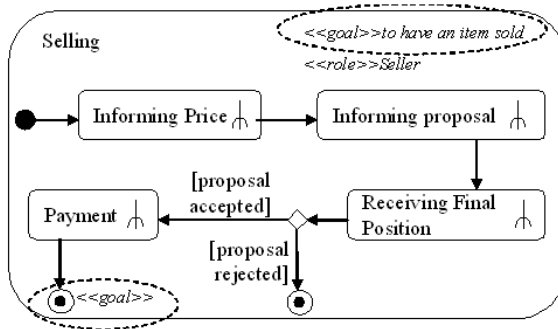 Selling
<<goal>>to have an item sold
<<role>>Seller
Informing Price
Informing proposal
[proposal
accepted]
Receiving Final
Position
Payment
[proposal
rejected]
<<goal>>